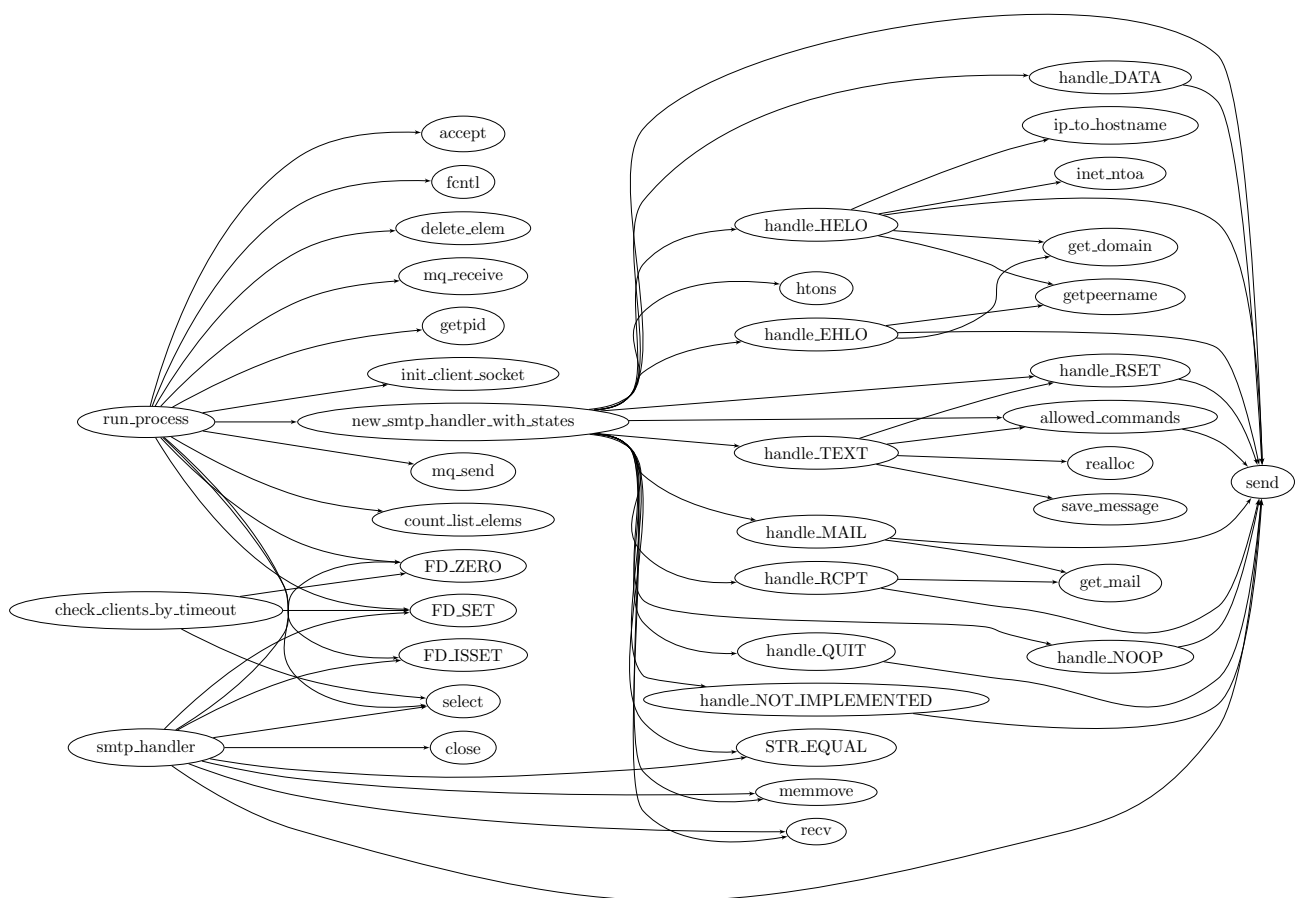 run_process
check_clients_by_timeout
smtp_handler
accept
fcntl
delete_elem
mq_receive
getpid
init_client_socket
new_smtp_handler_with_states
mq_send
count_list_elems
FD_ZERO
FD_SET
FD_ISSET
select
close
handle_HELO
htons
handle_EHLO
handle_TEXT
handle_MAIL
handle_RCPT
handle_QUIT
handle_NOT_IMPLEMENTED
STR_EQUAL
memmove
recv
handle_DATA
ip_to_hostname
inet_ntoa
get_domain
getpeername
handle_RSET
allowed_commands
realloc
save_message
get_mail
handle_NOOP
send